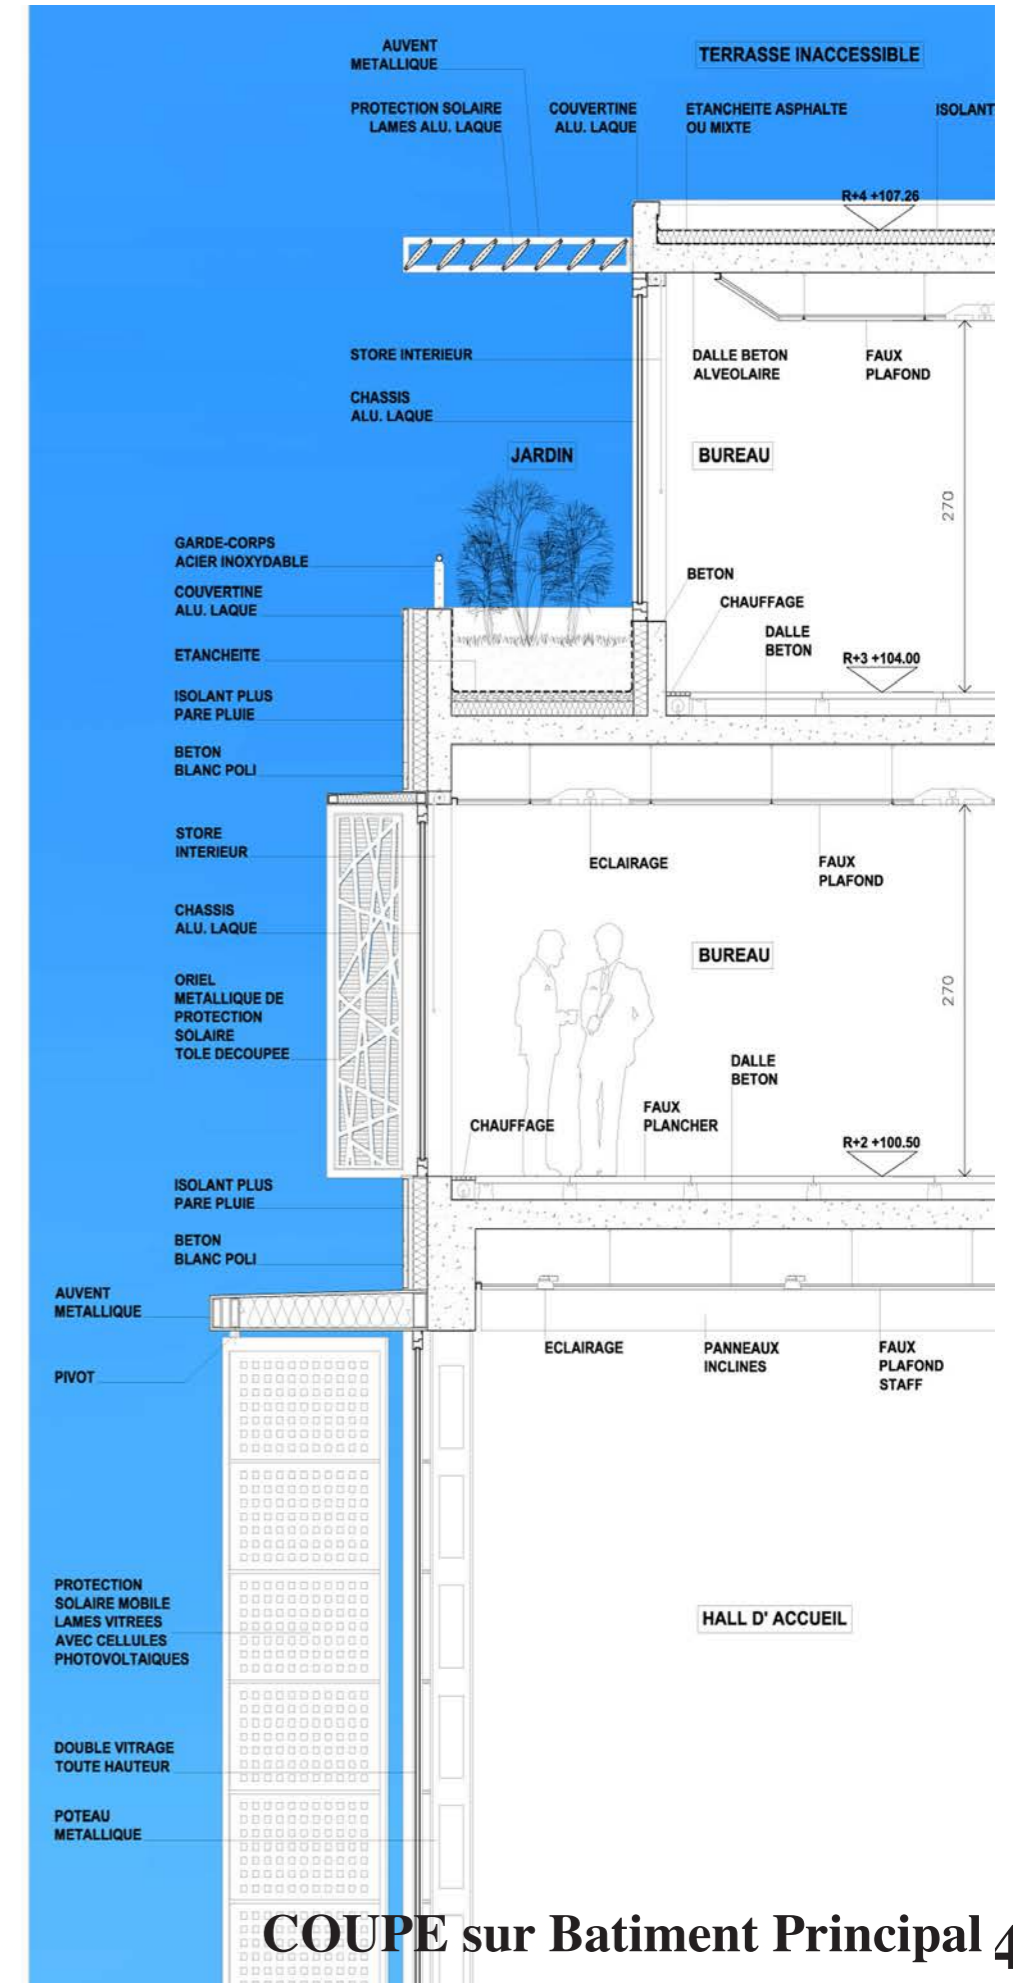 AUVENT
METALLIQUE
TERRASSE INACCESSIBLE
PROTECTION SOLAIRE
LAMES ALU. LAQUE
COUVERTINE
ALU. LAQUE
ETANCHEITE ASPHALTE
OU MIXTE
ISOLANT
R+4 +107.26
STORE INTERIEUR
DALLE BETON
ALVEOLAIRE
FAUX
PLAFOND
CHASSIS
ALU. LAQUE
JARDIN
BUREAU
270
GARDE-CORPS
ACIER INOXYDABLE
BETON
COUVERTINE
ALU. LAQUE
CHAUFFAGE
DALLE
BETON
ETANCHEITE
R+3 +104.00
ISOLANT PLUS
PARE PLUIE
BETON
BLANC POLI
STORE
INTERIEUR
ECLAIRAGE
FAUX
PLAFOND
CHASSIS
ALU. LAQUE
BUREAU
270
ORIEL
METALLIQUE DE
PROTECTION
SOLAIRE
TOLE DECOUPEE
DALLE
BETON
CHAUFFAGE
FAUX
PLANCHER
R+2 +100.50
ISOLANT PLUS
PARE PLUIE
BETON
BLANC POLI
AUVENT
METALLIQUE
ECLAIRAGE
PANNEAUX
INCLINES
FAUX
PLAFOND
STAFF
PIVOT
PROTECTION
SOLAIRE MOBILE
LAMES VITREES
AVEC CELLULES
PHOTOVOLTAIQUES
HALL D' ACCUEIL
DOUBLE VITRAGE
TOUTE HAUTEUR
POTEAU
METALLIQUE
COUPE sur Batiment Principal 4